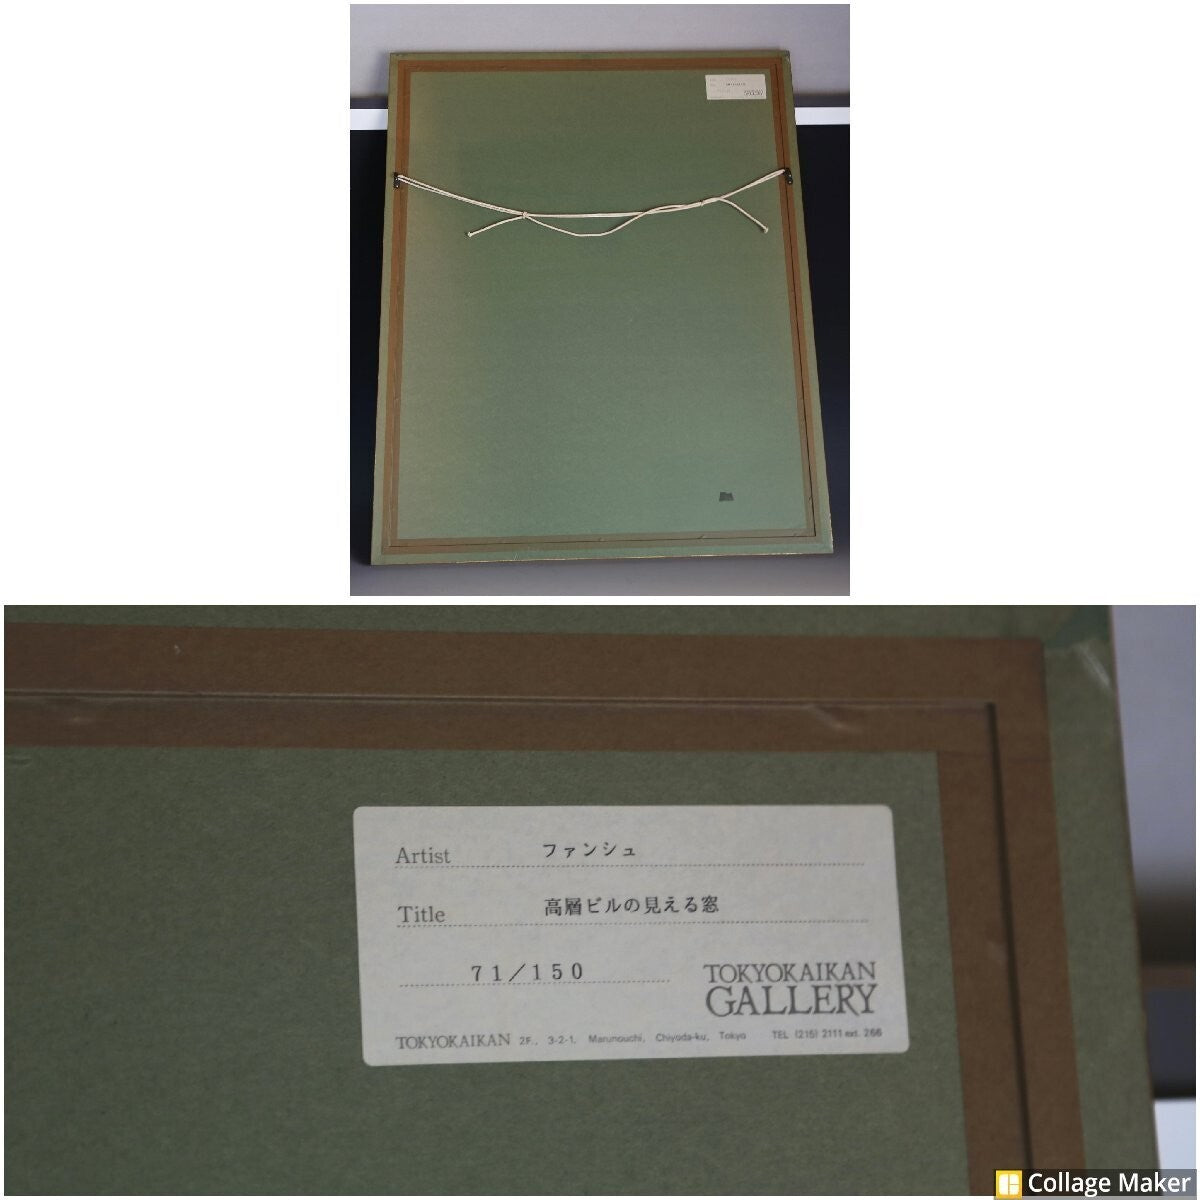 Artist ファンシュ
Title 高層ビルの見える窓
71/150
TOKYOKAIKAN
GALLERY
TOKYOKAIKAN 2F., 3-2-1, Marunouchi, Chiyoda-ku, Tokyo TEL (215) 2111 ext. 266
Collage Maker